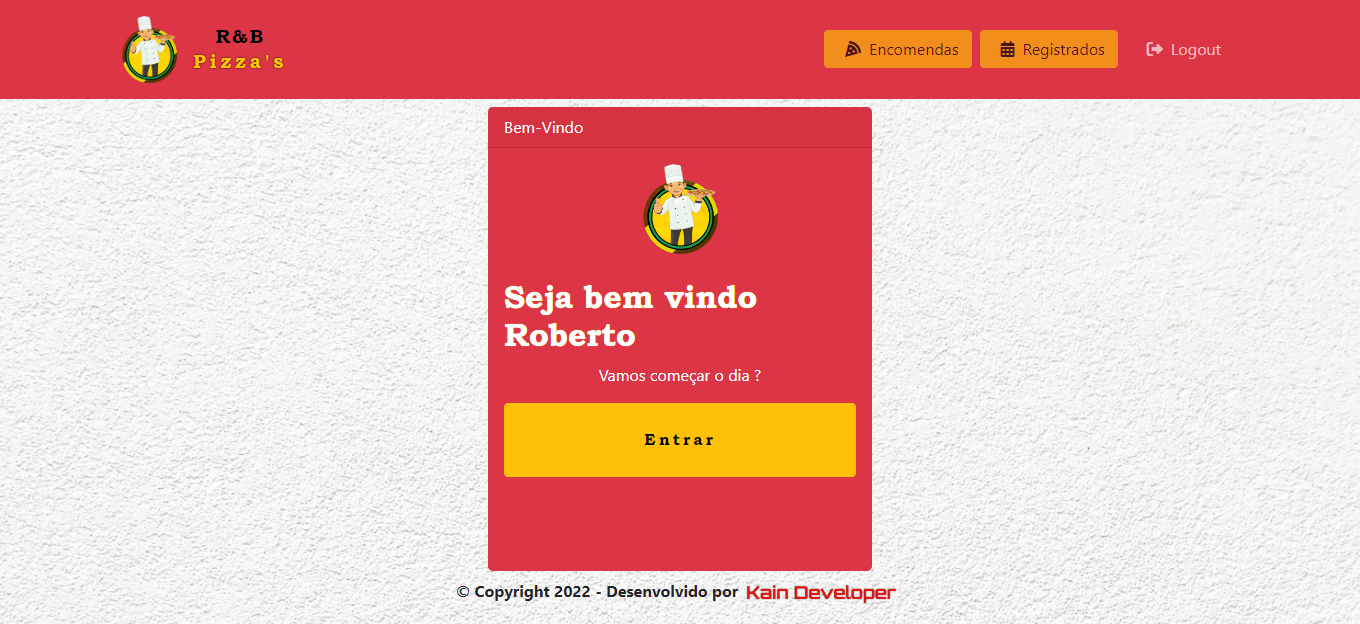 R&B
Pizza's
Encomendas
Registrados
Logout
Bem-Vindo
Seja bem vindo
Roberto
Vamos começar o dia ?
Entrar
© Copyright 2022 - Desenvolvido por Kain Developer